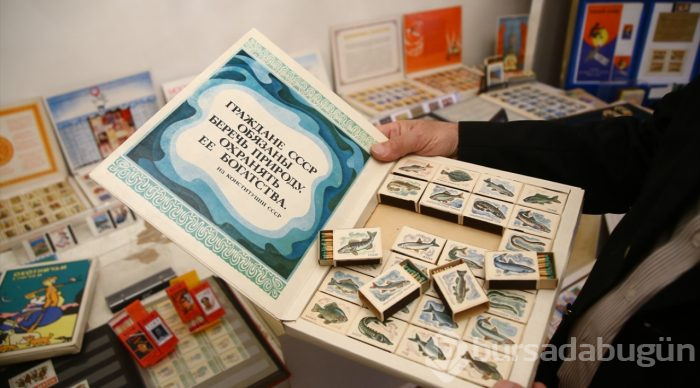 ГРАЖДАНЕ СССР
ОБЯЗАНЫ
БЕРЕЧЬ ПРИРОДУ,
ОХРАНЯТЬ
ЕЕ БОГАТСТВА.
ИЗ КОНСТИТУЦИИ СССР
bursadabugün